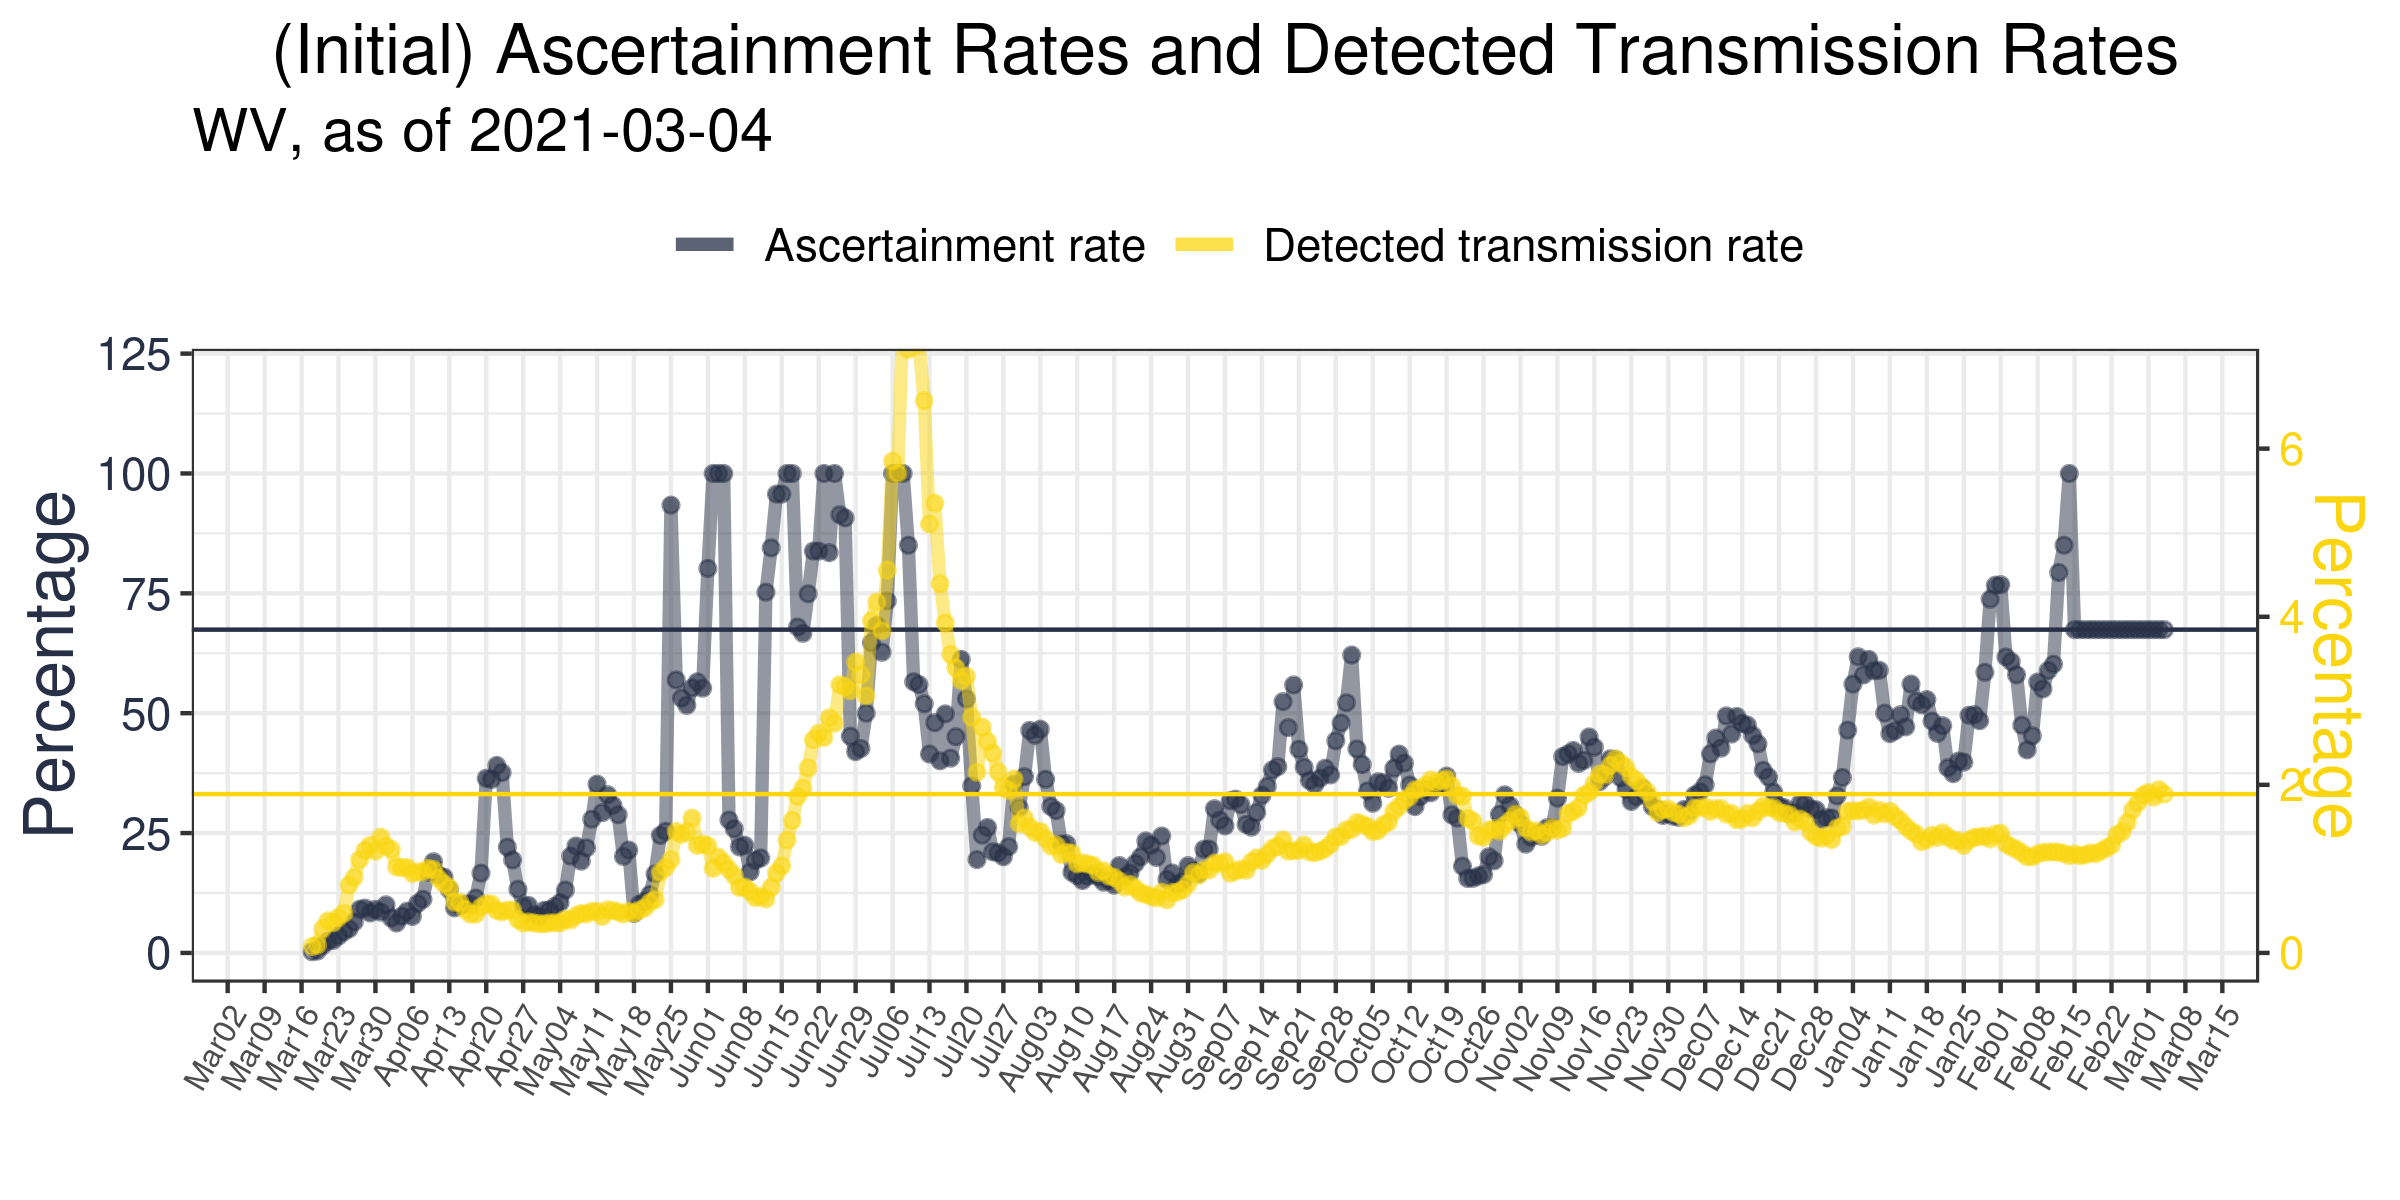 (Initial) Ascertainment Rates and Detected Transmission Rates
WV, as of 2021-03-04
Ascertainment rate
Detected transmission rate
Percentage
125
100
75
50
25
0
6
4
2
0
Percentage
Mar02
Mar09
Mar16
Mar23
Mar30
Apr06
Apr13
Apr20
Apr27
May04
May11
May18
May25
Jun01
Jun08
Jun15
Jun22
Jun29
Jul06
Jul13
Jul20
Jul27
Aug03
Aug10
Aug17
Aug24
Aug31
Sep07
Sep14
Sep21
Sep28
Oct05
Oct12
Oct19
Oct26
Nov02
Nov09
Nov16
Nov23
Nov30
Dec07
Dec14
Dec21
Dec28
Jan04
Jan11
Jan18
Jan25
Feb01
Feb08
Feb15
Feb22
Mar01
Mar08
Mar15